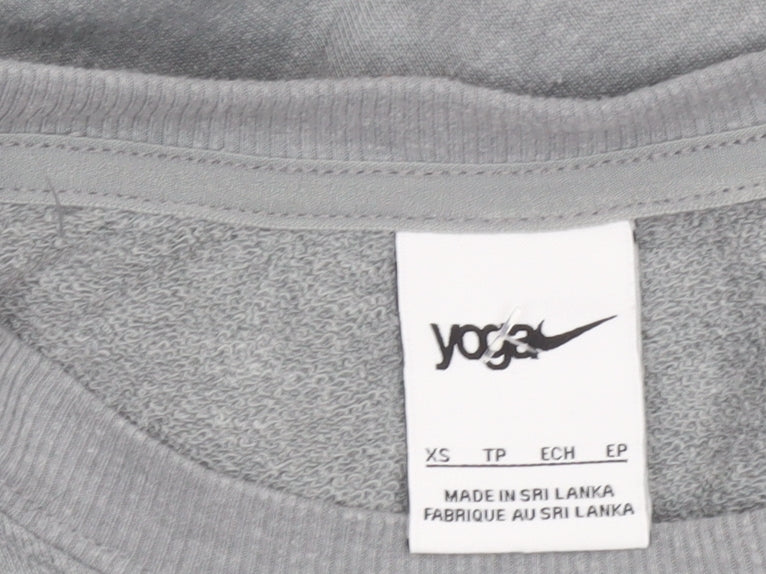 yoga
XS TP ECH EP
MADE IN SRI LANKA
FABRIQUE AU SRI LANKA